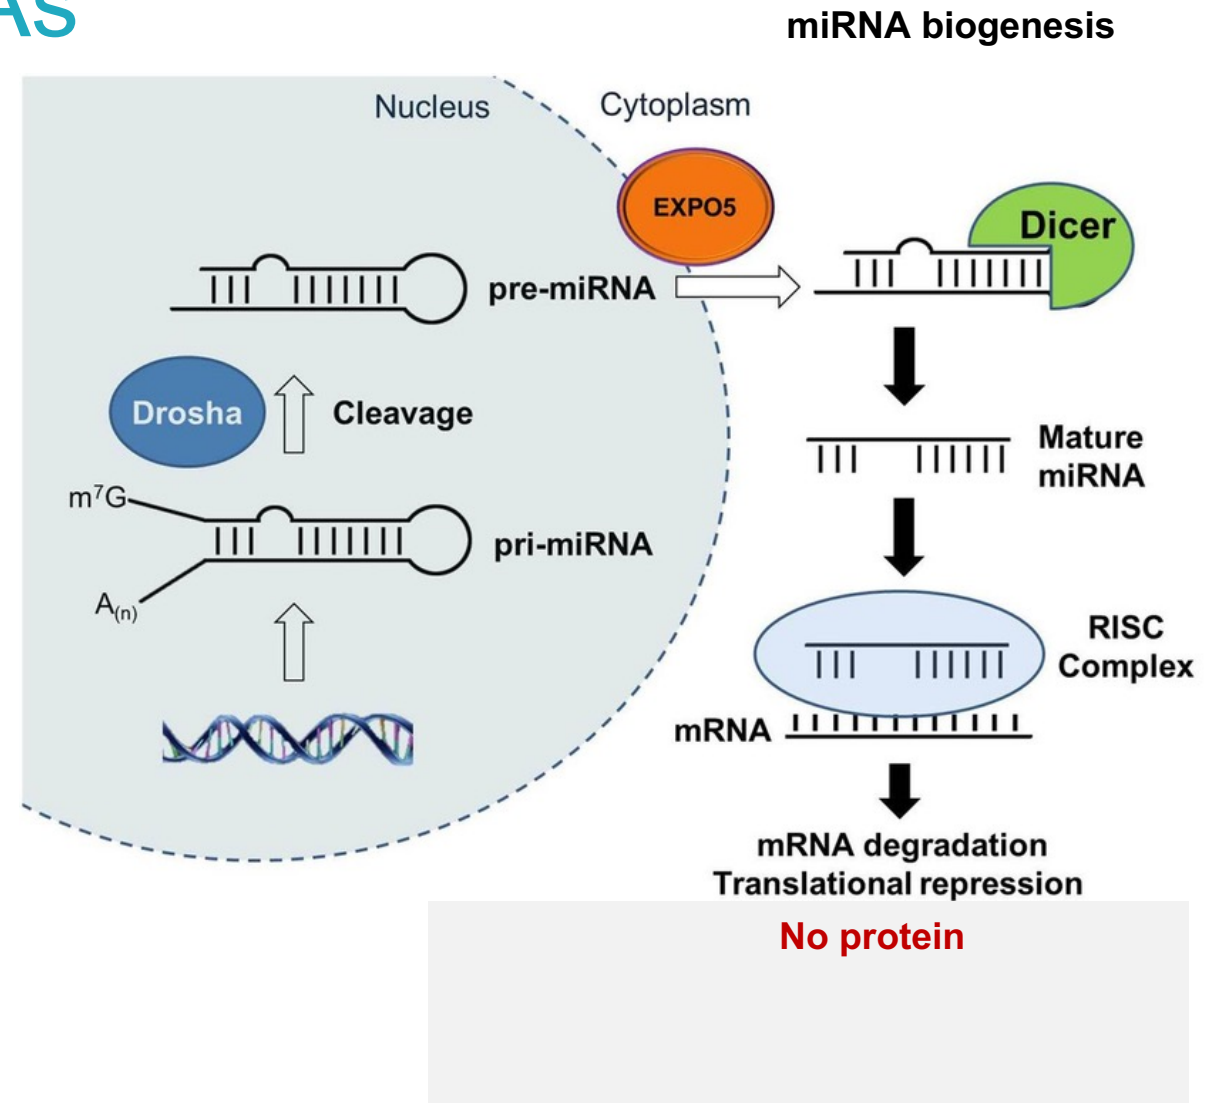 AS
miRNA biogenesis
Nucleus
Cytoplasm
EXPO5
Dicer
pre-miRNA
Drosha
Cleavage
Mature
miRNA
m⁷G
pri-miRNA
A(n)
RISC
Complex
mRNA
mRNA degradation
Translational repression
No protein